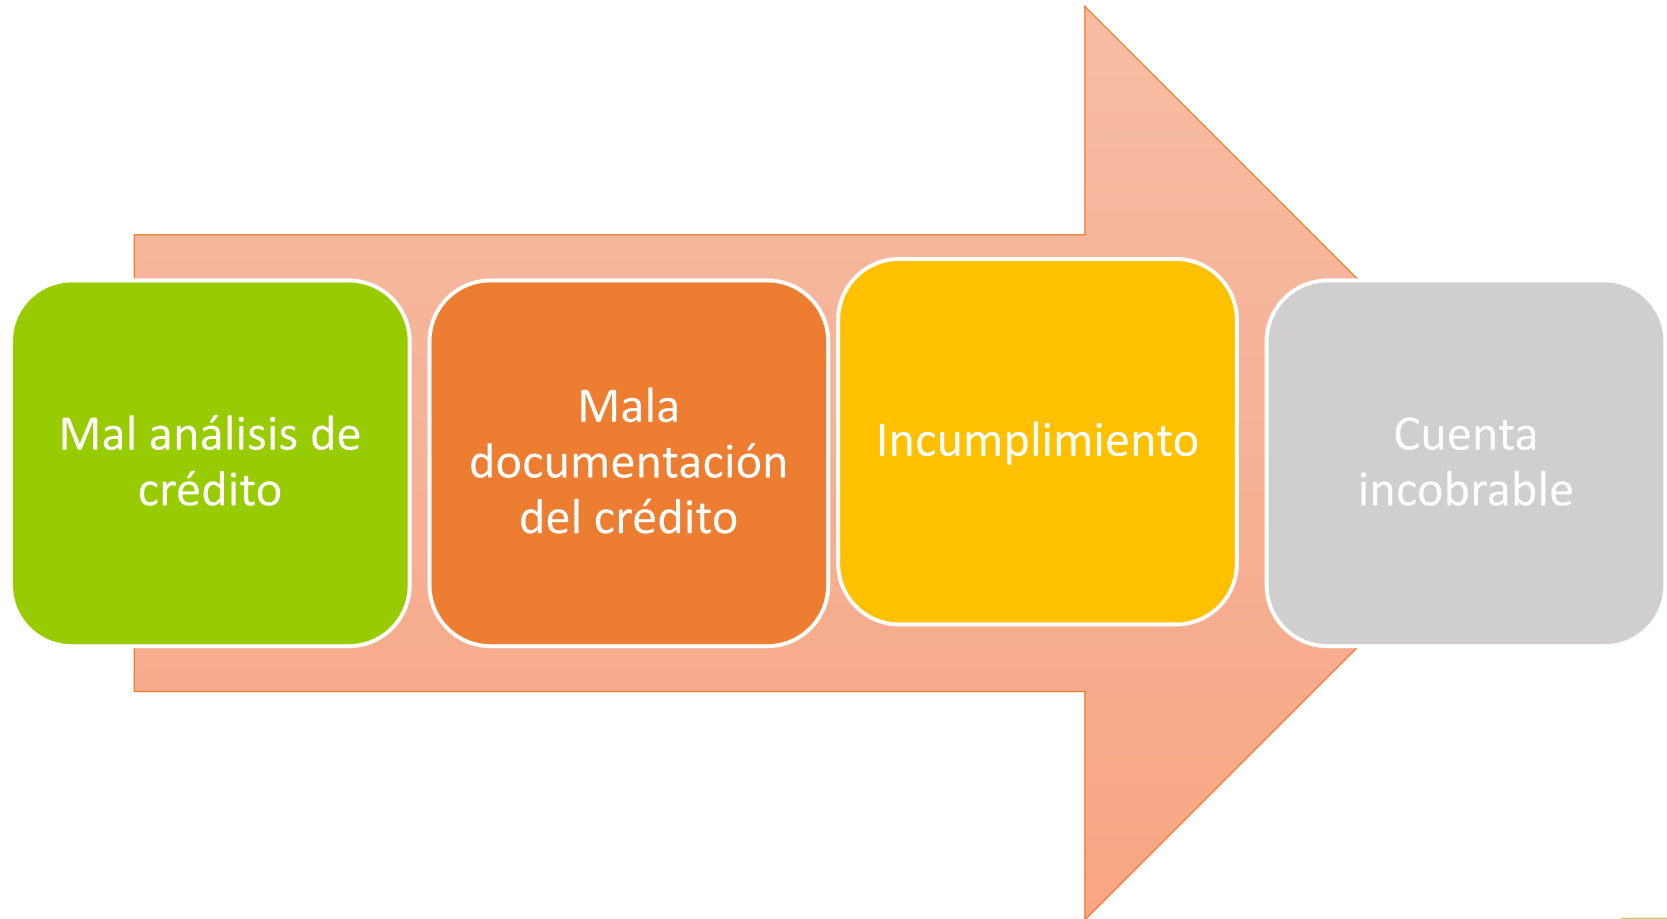 Mal análisis de
crédito
Mala
documentación
del crédito
Incumplimiento
Cuenta
incobrable